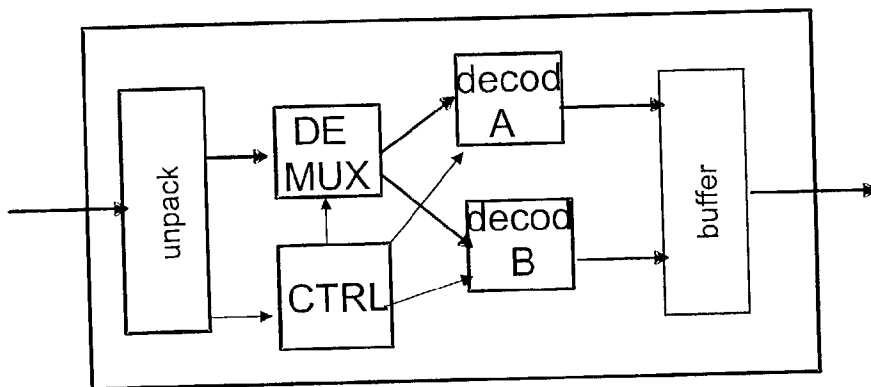 unpack
DE
MUX
CTRL
decod
A
decod
B
buffer